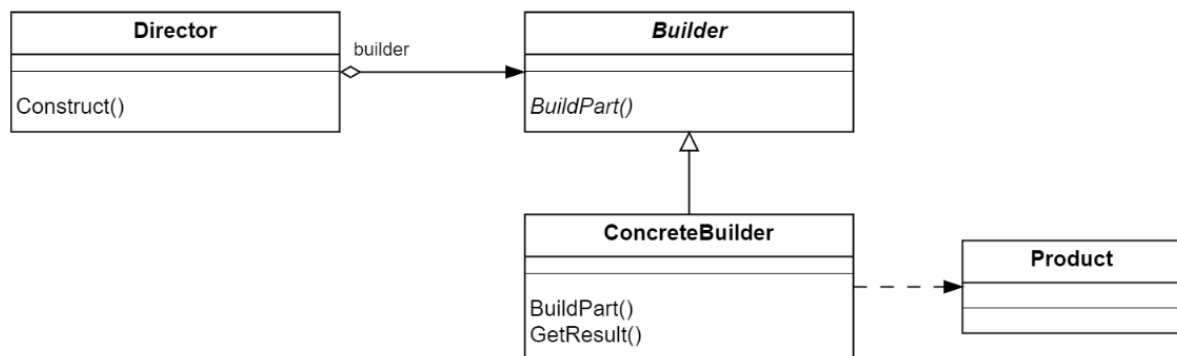 Director
Construct()
builder
Builder
BuildPart()
ConcreteBuilder
BuildPart()
GetResult()
Product